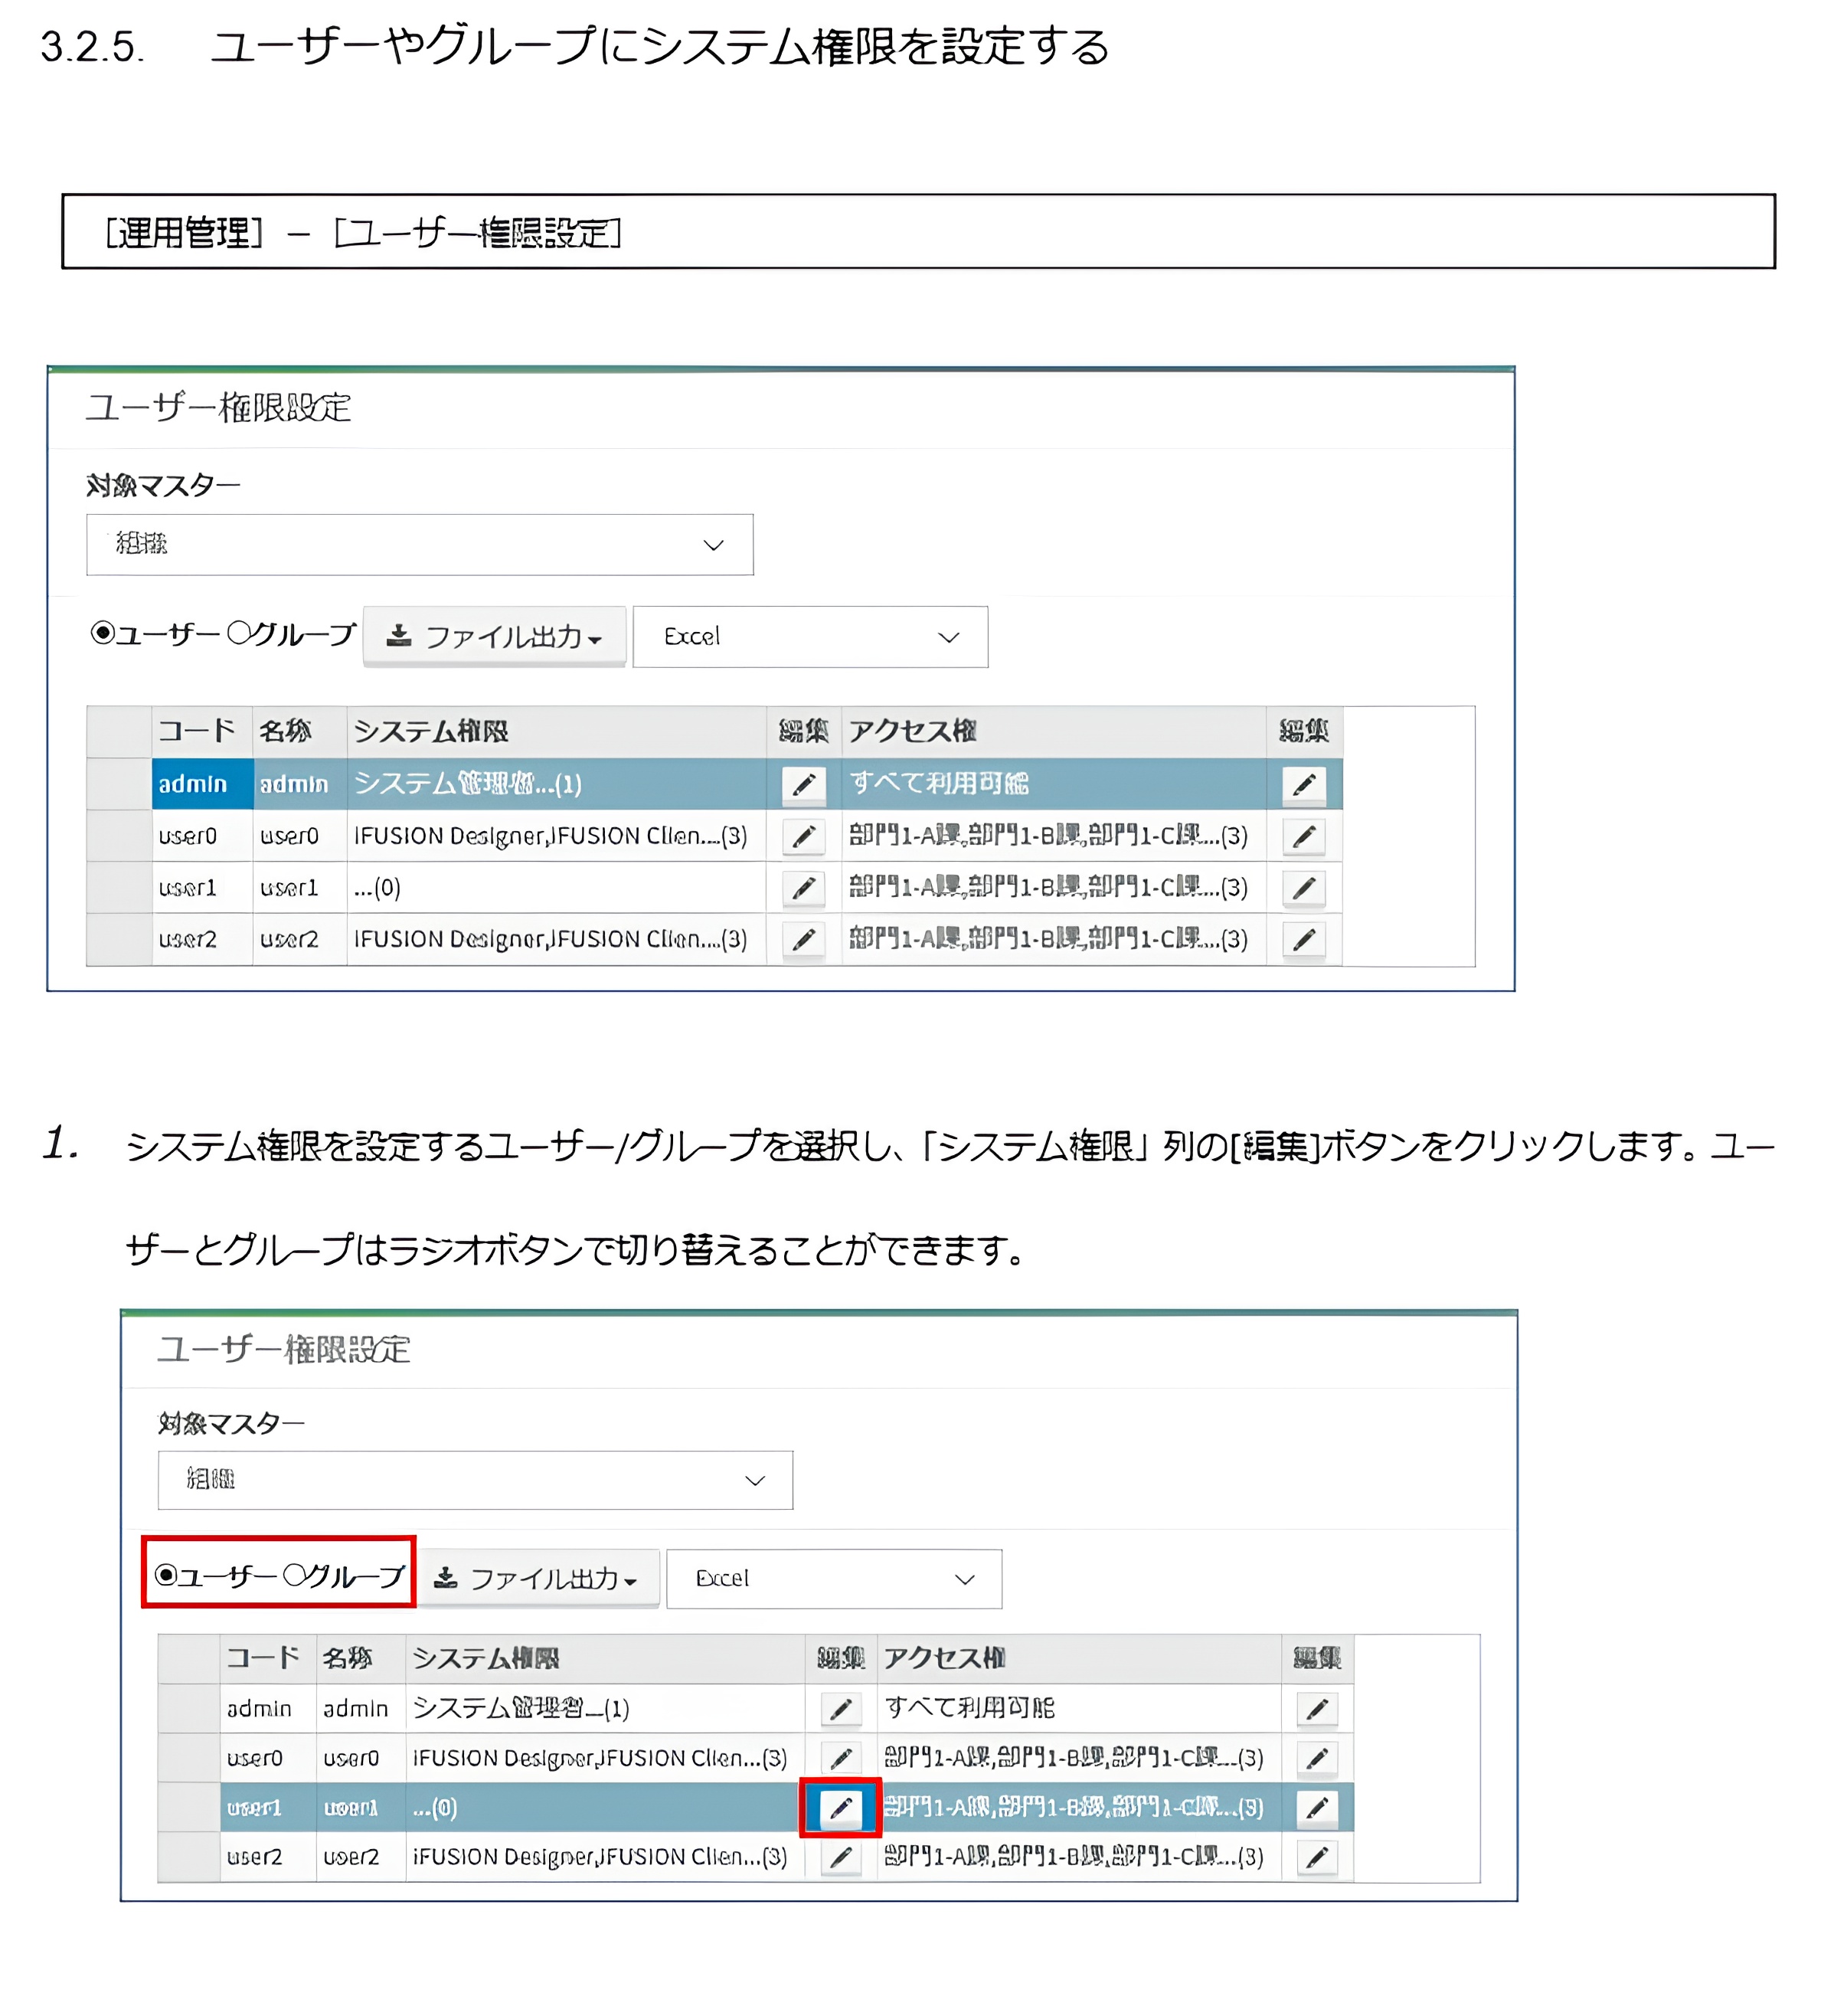 3.2.5. ユーザーやグループにシステム権限を設定する
[運用管理] － [ユーザー権限設定]
ユーザー権限設定
対象マスター
組織
ユーザー グループ ファイル出力 Excel
コード 名称 システム権限 編集 アクセス権 編集
admin admin システム管理者...(1) すべて利用可能
user0 user0 iFUSION Designer,iFUSION Clien...(3) 部門1-A課,部門1-B課,部門1-C課...(3)
user1 user1 ...(0) 部門1-A課,部門1-B課,部門1-C課...(3)
user2 user2 iFUSION Designer,iFUSION Clien...(3) 部門1-A課,部門1-B課,部門1-C課...(3)
1. システム権限を設定するユーザー/グループを選択し、「システム権限」列の[編集]ボタンをクリックします。ユー
ザーとグループはラジオボタンで切り替えることができます。
ユーザー権限設定
対象マスター
組織
ユーザー グループ ファイル出力 Excel
コード 名称 システム権限 編集 アクセス権 編集
admin admin システム管理者...(1) すべて利用可能
user0 user0 iFUSION Designer,iFUSION Clien...(3) 部門1-A課,部門1-B課,部門1-C課...(3)
user1 user1 ...(0) 部門1-A課,部門1-B課,部門1-C課...(3)
user2 user2 iFUSION Designer,iFUSION Clien...(3) 部門1-A課,部門1-B課,部門1-C課...(3)